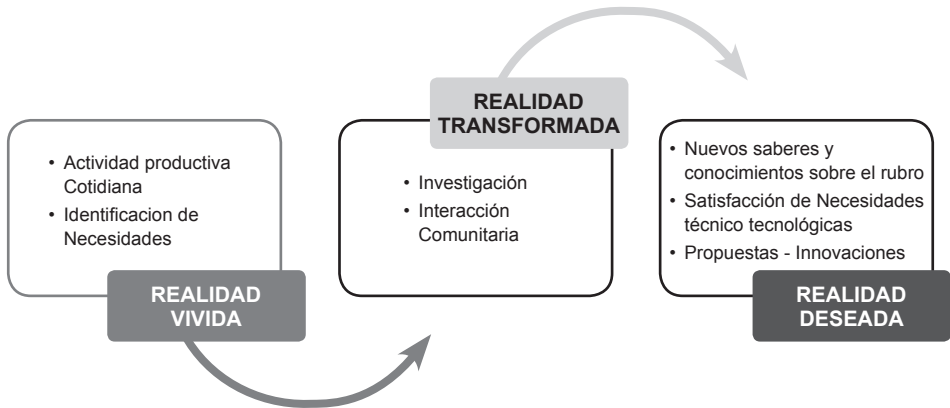 • Actividad productiva
Cotidiana
• Identificacion de
Necesidades
REALIDAD
VIVIDA
REALIDAD
TRANSFORMADA
• Investigación
• Interacción
Comunitaria
• Nuevos saberes y
conocimientos sobre el rubro
• Satisfacción de Necesidades
técnico tecnológicas
• Propuestas - Innovaciones
REALIDAD
DESEADA